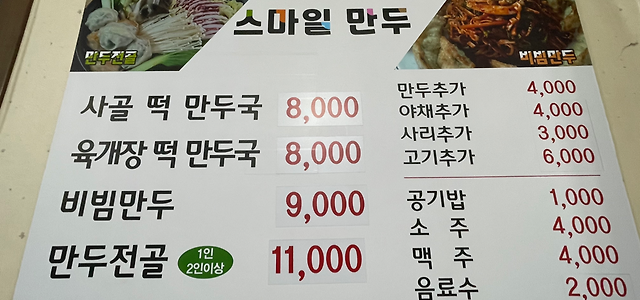 스마일 만두
만두전골
비빔만두
사골 떡 만두국 8,000
육개장 떡 만두국 8,000
비빔만두 9,000
만두전골 1인 2인이상 11,000
만두추가 4,000
야채추가 4,000
사리추가 3,000
고기추가 6,000
공기밥 1,000
소 주 4,000
맥 주 4,000
음료수 2,000